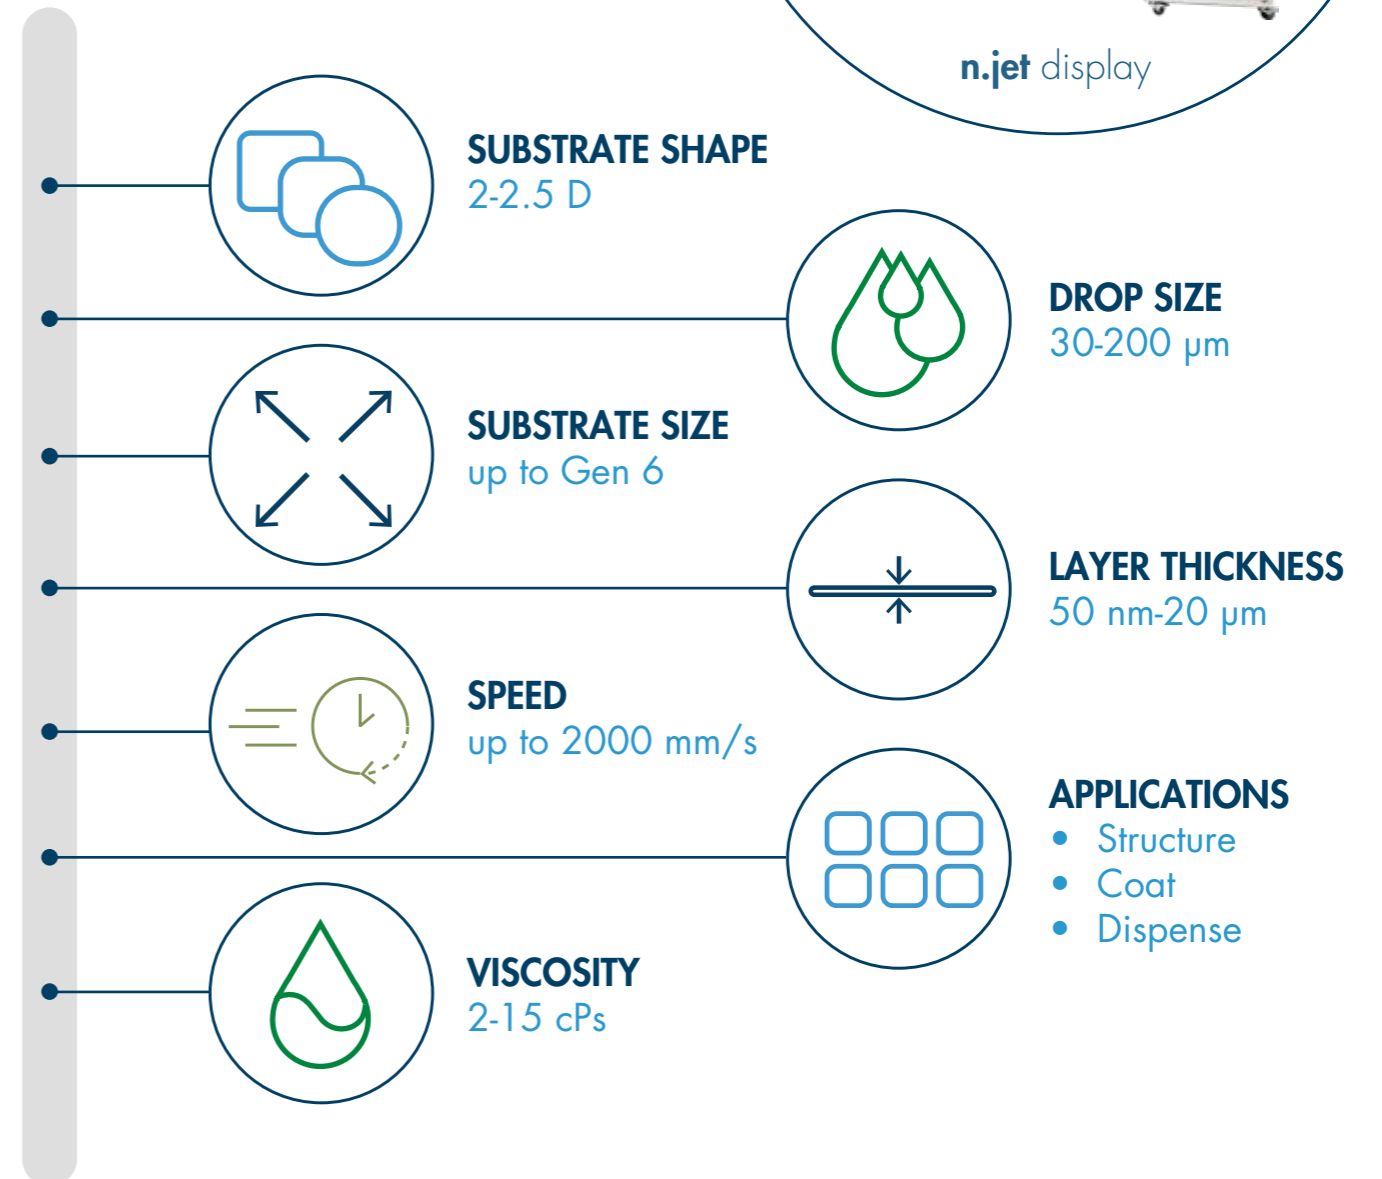 n.jet display
SUBSTRATE SHAPE
2-2.5 D
DROP SIZE
30-200 µm
SUBSTRATE SIZE
up to Gen 6
LAYER THICKNESS
50 nm-20 µm
SPEED
up to 2000 mm/s
APPLICATIONS
• Structure
• Coat
• Dispense
VISCOSITY
2-15 cPs